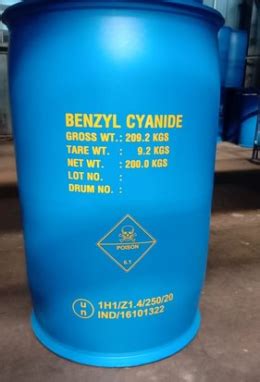 BENZYL CYANIDE
GROSS WT. : 209.2 KGS
TARE WT. : 9.2 KGS
NET WT. : 200.0 KGS
LOT NO. :
DRUM NO. :
POISON
6.1
un
1H1/Z1.4/250/20
IND/16101322